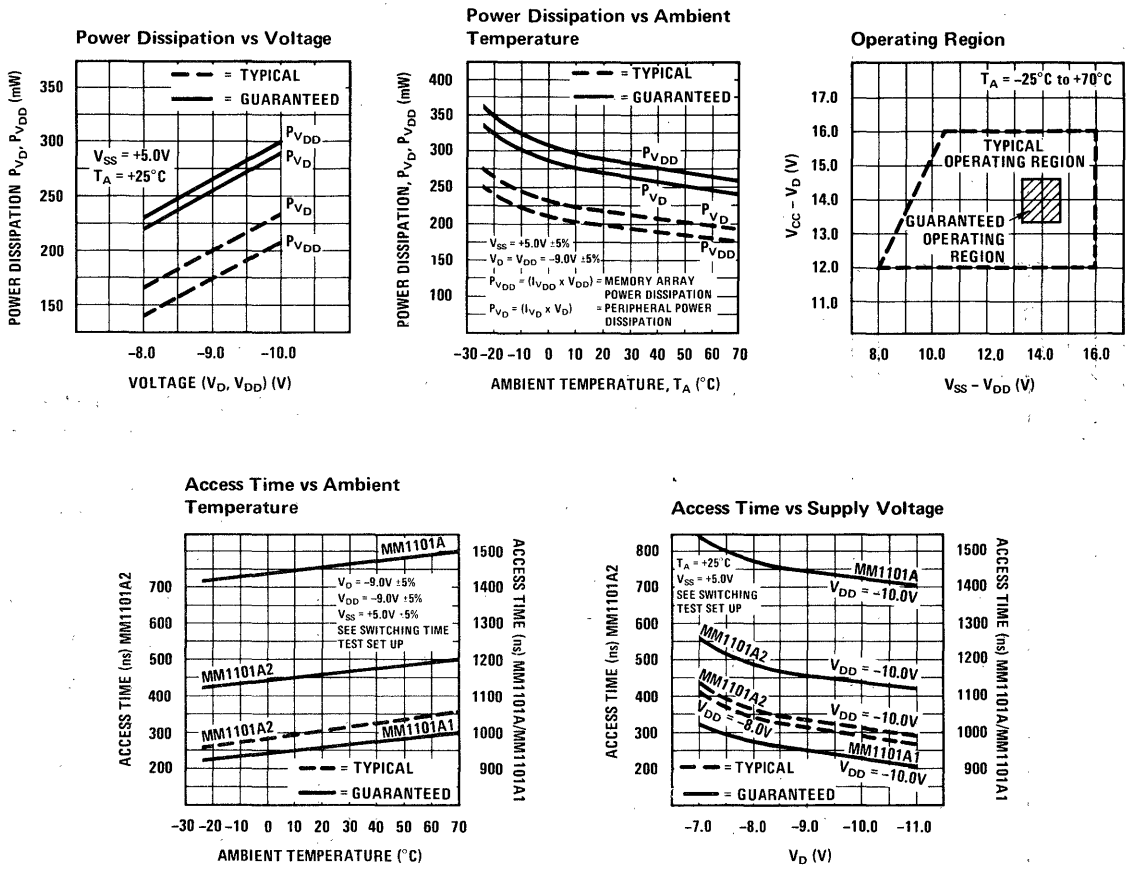 Power Dissipation vs Voltage
POWER DISSIPATION P_VD, P_VDD (mW)
350
300
250
200
150
= TYPICAL
= GUARANTEED
V_SS = +5.0V
T_A = +25°C
P_VDD
P_VD
P_VD
P_VDD
-8.0 -9.0 -10.0
VOLTAGE (V_D, V_DD) (V)
Power Dissipation vs Ambient
Temperature
POWER DISSIPATION, P_VD, P_VDD (mW)
400
350
300
250
200
150
100
= TYPICAL
= GUARANTEED
P_VDD
P_VD
P_VD
P_VDD
V_SS = +5.0V ±5%
V_D = V_DD = -9.0V ±5%
P_VDD = (I_VDD x V_DD) = MEMORY ARRAY
POWER DISSIPATION
P_VD = (I_VD x V_D) = PERIPHERAL POWER
DISSIPATION
-30 -20 -10 0 10 20 30 40 50 60 70
AMBIENT TEMPERATURE, T_A (°C)
Operating Region
V_CC - V_D (V)
17.0
16.0
15.0
14.0
13.0
12.0
11.0
T_A = -25°C to +70°C
TYPICAL
OPERATING REGION
GUARANTEED
OPERATING
REGION
8.0 10.0 12.0 14.0 16.0
V_SS - V_DD (V)
Access Time vs Ambient
Temperature
ACCESS TIME (ns) MM1101A2
700
600
500
400
300
200
MM1101A
V_D = -9.0V ±5%
V_DD = -9.0V ±5%
V_SS = +5.0V ±5%
SEE SWITCHING TIME
TEST SET UP
MM1101A2
MM1101A2
MM1101A1
= TYPICAL
= GUARANTEED
1500
1400
1300
1200
1100
1000
900
ACCESS TIME (ns) MM1101A/MM1101A1
-30 -20 -10 0 10 20 30 40 50 60 70
AMBIENT TEMPERATURE (°C)
Access Time vs Supply Voltage
ACCESS TIME (ns) MM1101A2
800
700
600
500
400
300
200
T_A = +25°C
V_SS = +5.0V
SEE SWITCHING
TEST SET UP
MM1101A
V_DD = -10.0V
MM1101A2
V_DD = -10.0V
MM1101A2
V_DD = -10.0V
V_DD = -8.0V
MM1101A1
V_DD = -10.0V
= TYPICAL
= GUARANTEED
1500
1400
1300
1200
1100
1000
900
ACCESS TIME (ns) MM1101A/MM1101A1
-7.0 -8.0 -9.0 -10.0 -11.0
V_D (V)